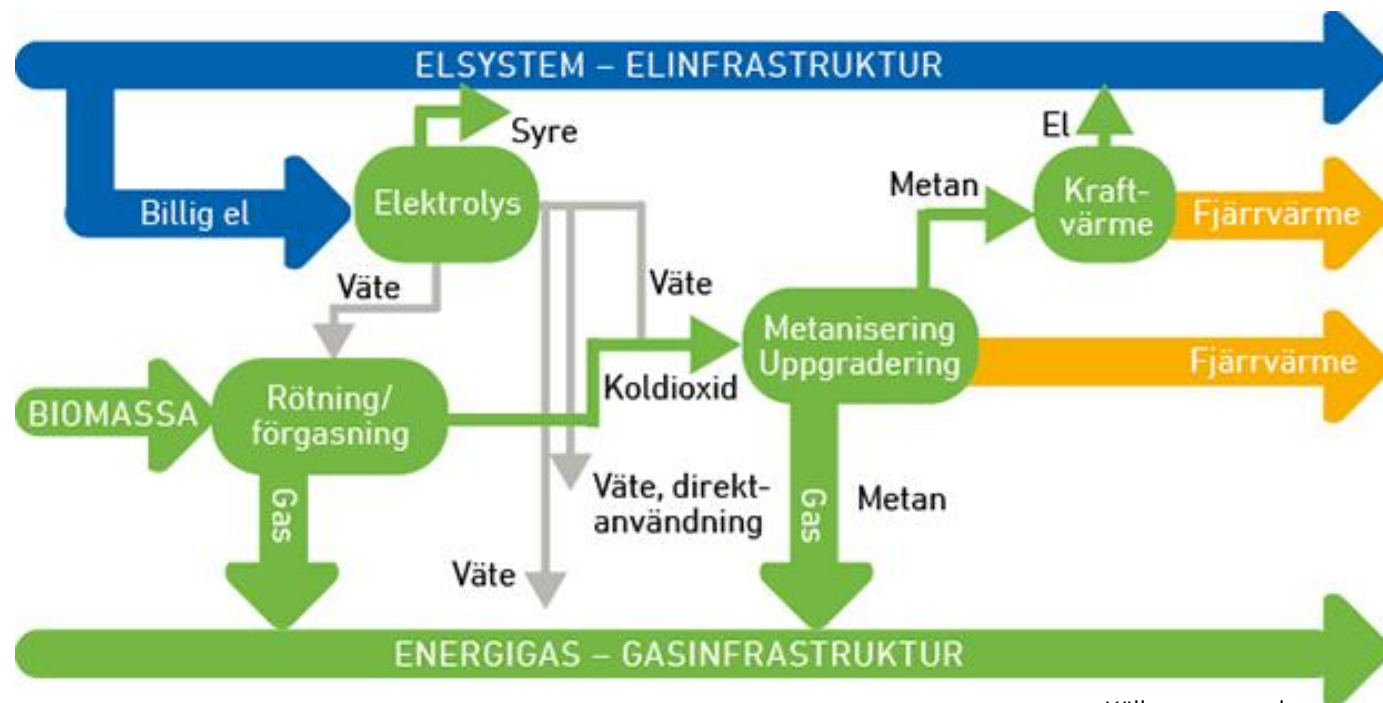 ELSYSTEM – ELINFRASTRUKTUR
Syre
El
Billig el
Elektrolys
Metan
Kraft-
värme
Fjärrvärme
Väte
Väte
Metanisering
Uppgradering
Fjärrvärme
BIOMASSA
Rötning/
förgasning
Koldioxid
Gas
Väte, direkt-
användning
Gas
Metan
Väte
ENERGIGAS – GASINFRASTRUKTUR